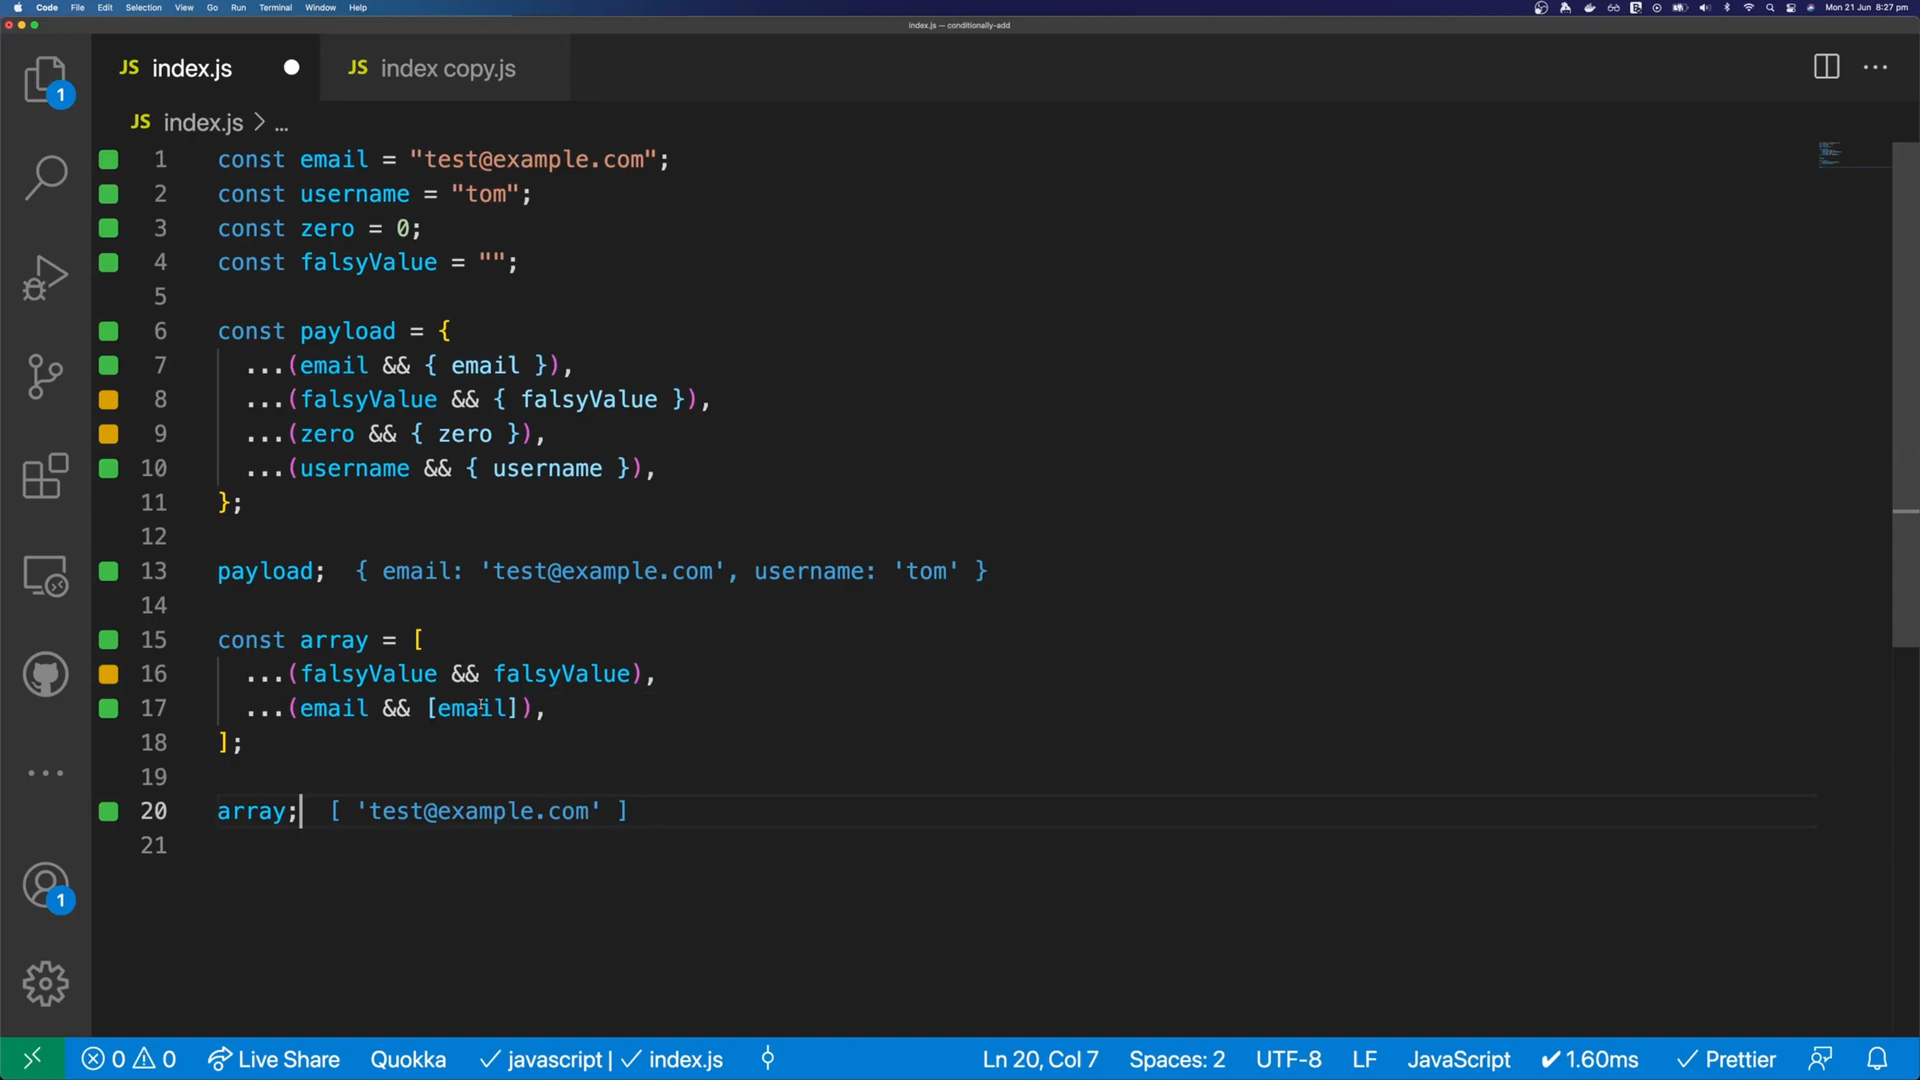 Code File Edit Selection View Go Run Terminal Window Help Mon 21 Jun 8:27 pm
index.js — conditionally-add
JS index.js JS index copy.js
1
JS index.js > ...
1 const email = "test@example.com";
2 const username = "tom";
3 const zero = 0;
4 const falsyValue = "";
5
6 const payload = {
7 ...(email && { email }),
8 ...(falsyValue && { falsyValue }),
9 ...(zero && { zero }),
10 ...(username && { username }),
11 };
12
13 payload; { email: 'test@example.com', username: 'tom' }
14
15 const array = [
16 ...(falsyValue && falsyValue),
17 ...(email && [email]),
18 ];
19
20 array; [ 'test@example.com' ]
21
1
0 0 Live Share Quokka ✓ javascript | ✓ index.js Ln 20, Col 7 Spaces: 2 UTF-8 LF JavaScript ✔ 1.60ms ✓ Prettier